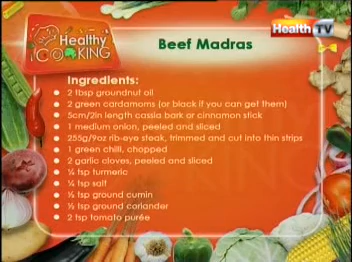 Health TV
Healthy
COOKING
Beef Madras
Ingredients:
2 tbsp groundnut oil
2 green cardamoms (or black if you can get them)
5cm/2in length cassia bark or cinnamon stick
1 medium onion, peeled and sliced
255g/9oz rib-eye steak, trimmed and cut into thin strips
1 green chilli, chopped
2 garlic cloves, peeled and sliced
¼ tsp turmeric
¼ tsp salt
½ tsp ground cumin
½ tsp ground coriander
2 tsp tomato purée